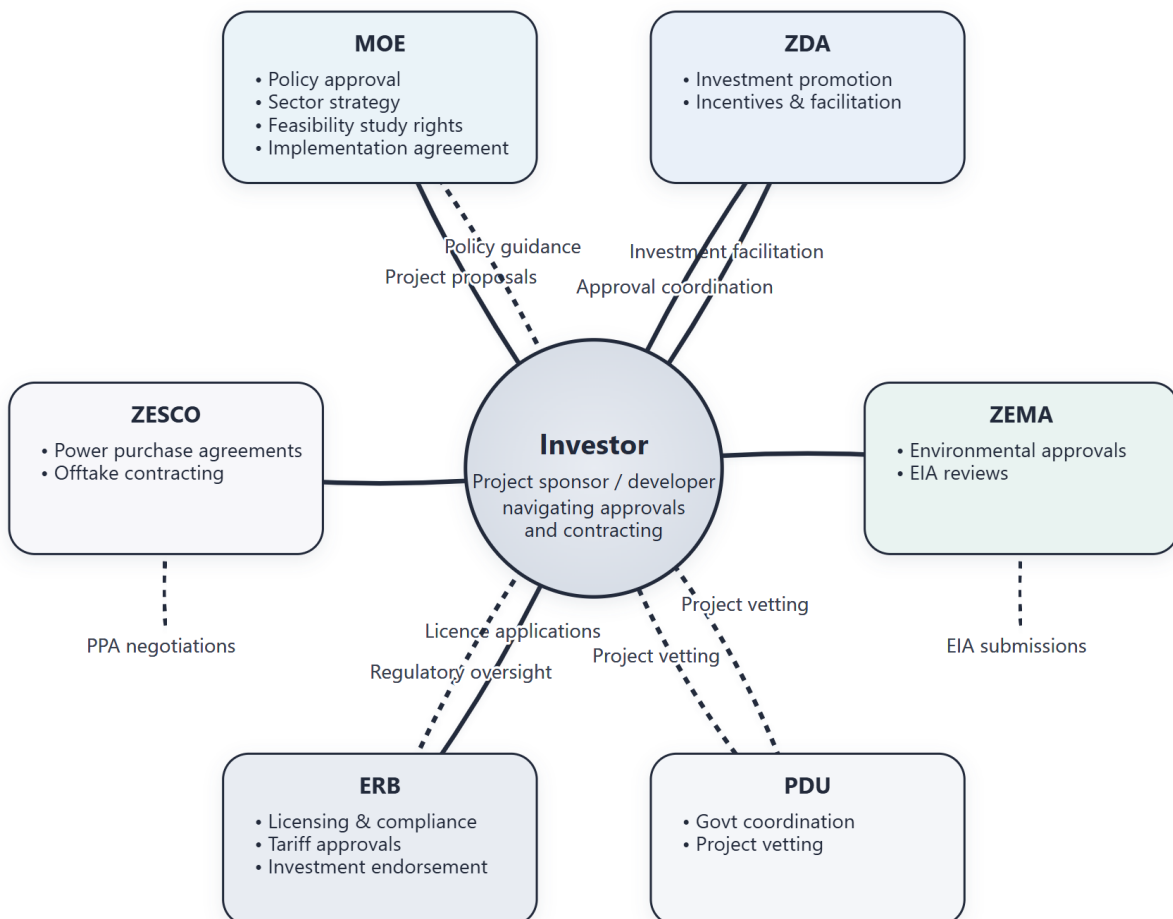 MOE
• Policy approval
• Sector strategy
• Feasibility study rights
• Implementation agreement
ZDA
• Investment promotion
• Incentives & facilitation
Policy guidance
Project proposals
Investment facilitation
Approval coordination
ZESCO
• Power purchase agreements
• Offtake contracting
Investor
Project sponsor / developer
navigating approvals
and contracting
ZEMA
• Environmental approvals
• EIA reviews
PPA negotiations
Licence applications
Regulatory oversight
Project vetting
Project vetting
EIA submissions
ERB
• Licensing & compliance
• Tariff approvals
• Investment endorsement
PDU
• Govt coordination
• Project vetting